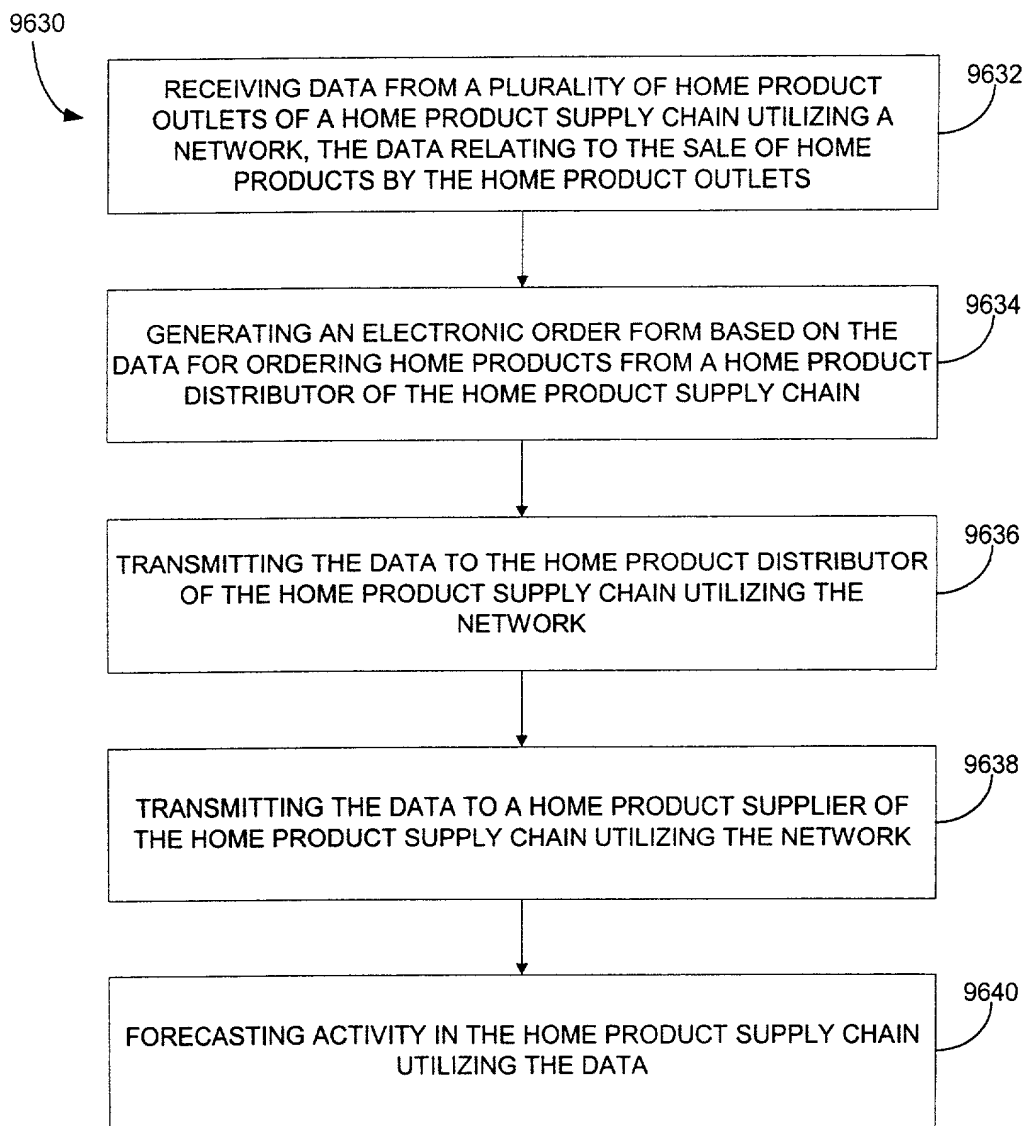 9630
9632
RECEIVING DATA FROM A PLURALITY OF HOME PRODUCT
OUTLETS OF A HOME PRODUCT SUPPLY CHAIN UTILIZING A
NETWORK, THE DATA RELATING TO THE SALE OF HOME
PRODUCTS BY THE HOME PRODUCT OUTLETS
9634
GENERATING AN ELECTRONIC ORDER FORM BASED ON THE
DATA FOR ORDERING HOME PRODUCTS FROM A HOME PRODUCT
DISTRIBUTOR OF THE HOME PRODUCT SUPPLY CHAIN
9636
TRANSMITTING THE DATA TO THE HOME PRODUCT DISTRIBUTOR
OF THE HOME PRODUCT SUPPLY CHAIN UTILIZING THE
NETWORK
9638
TRANSMITTING THE DATA TO A HOME PRODUCT SUPPLIER OF
THE HOME PRODUCT SUPPLY CHAIN UTILIZING THE NETWORK
9640
FORECASTING ACTIVITY IN THE HOME PRODUCT SUPPLY CHAIN
UTILIZING THE DATA